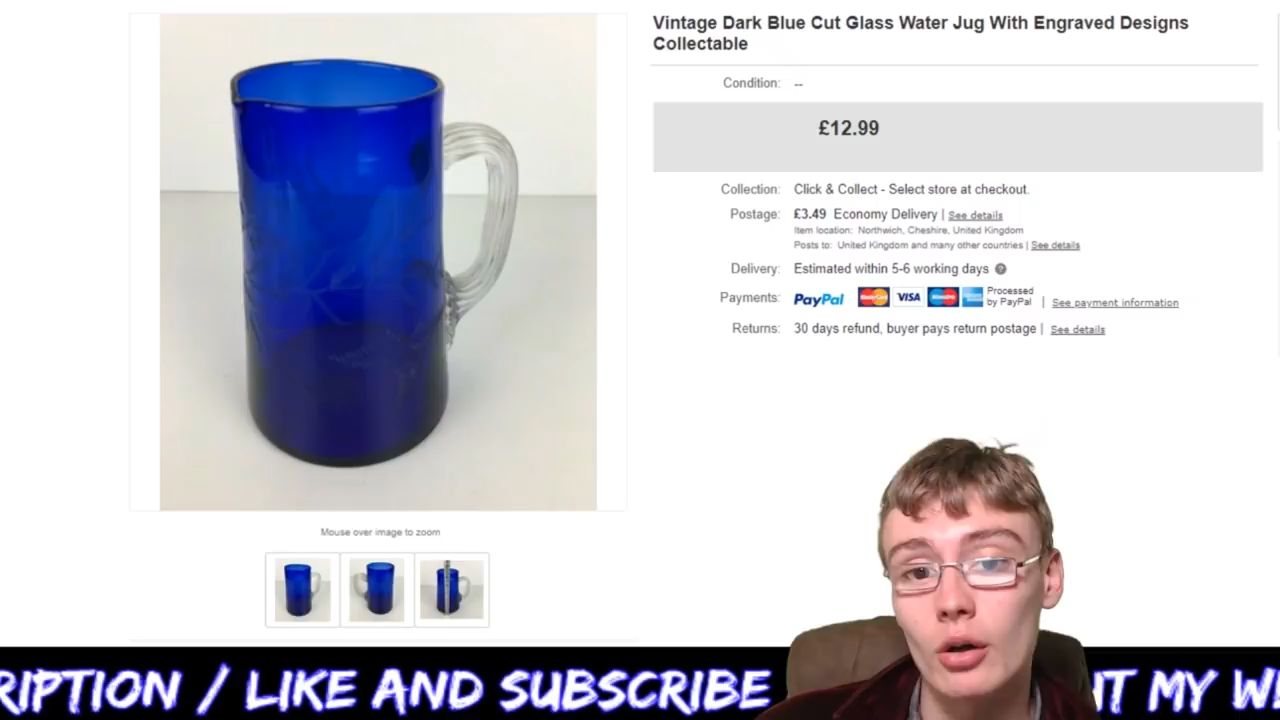 Vintage Dark Blue Cut Glass Water Jug With Engraved Designs
Collectable
Condition: --
£12.99
Collection: Click & Collect - Select store at checkout.
Postage: £3.49 Economy Delivery | See details
Item location: Northwich, Cheshire, United Kingdom
Posts to: United Kingdom and many other countries | See details
Delivery: Estimated within 5-6 working days
Payments: PayPal MasterCard VISA Maestro Processed
by PayPal | See payment information
Returns: 30 days refund, buyer pays return postage | See details
Mouse over image to zoom
RIPTION / LIKE AND SUBSCRIBE IT MY W